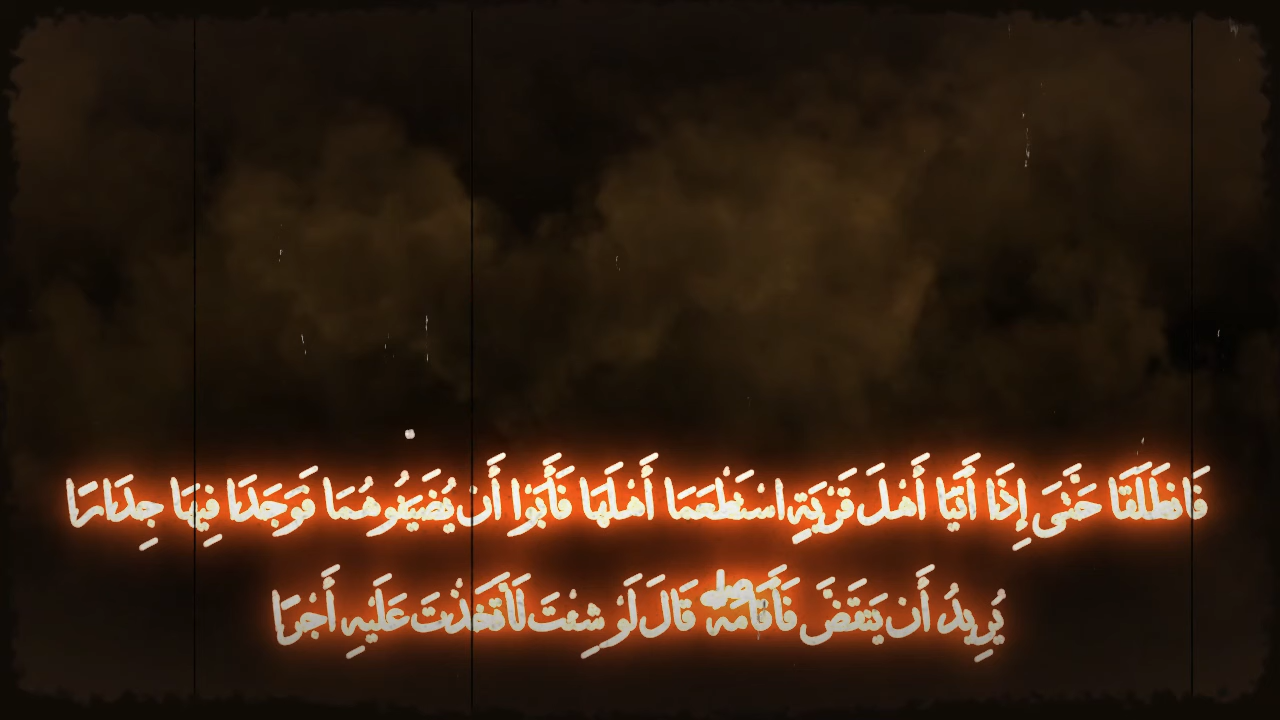 فَانطَلَقَا حَتَّىٰ إِذَا أَتَيَا أَهْلَ قَرْيَةٍ اسْتَطْعَمَا أَهْلَهَا فَأَبَوْا أَن يُضَيِّفُوهُمَا فَوَجَدَا فِيهَا جِدَارًا
يُرِيدُ أَن يَنقَضَّ فَأَقَامَهُ ۖ قَالَ لَوْ شِئْتَ لَاتَّخَذْتَ عَلَيْهِ أَجْرًا